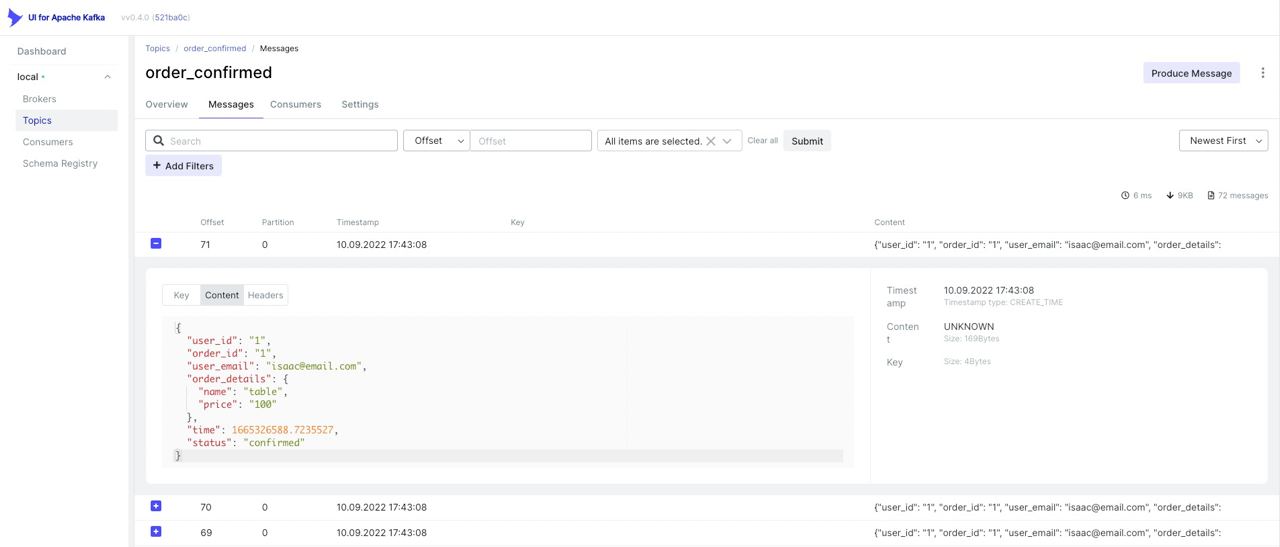 UI for Apache Kafka vv0.4.0 (521ba0c)
Dashboard
local
Brokers
Topics
Consumers
Schema Registry
Topics / order_confirmed / Messages
order_confirmed
Produce Message
Overview Messages Consumers Settings
Search Offset Offset All items are selected. Clear all Submit Newest First
+ Add Filters
6 ms 9KB 72 messages
Offset Partition Timestamp Key Content
71 0 10.09.2022 17:43:08 {"user_id": "1", "order_id": "1", "user_email": "isaac@email.com", "order_details":
Key Content Headers
{
"user_id": "1",
"order_id": "1",
"user_email": "isaac@email.com",
"order_details": {
"name": "table",
"price": "100"
},
"time": 1665326588.7235527,
"status": "confirmed"
}
Timest
amp
10.09.2022 17:43:08
Timestamp type: CREATE_TIME
Conten
t
UNKNOWN
Size: 169Bytes
Key
Size: 4Bytes
70 0 10.09.2022 17:43:08 {"user_id": "1", "order_id": "1", "user_email": "isaac@email.com", "order_details":
69 0 10.09.2022 17:43:08 {"user_id": "1", "order_id": "1", "user_email": "isaac@email.com", "order_details":